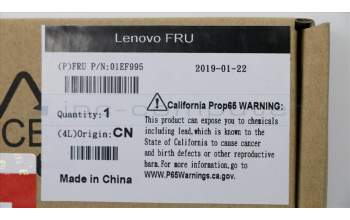 Lenovo FRU
(P)FRU P/N:01EF995 2019-01-22
Quantity:1
(4L)Origin:CN
Made in China
California Prop65 WARNING:
This product can expose you to chemicals
including lead,which is known to the
State of California to cause cancer
and birth defects or other reproductive
barm.For more information.go to
WWW.P65Warnings.ca.gov.
CE